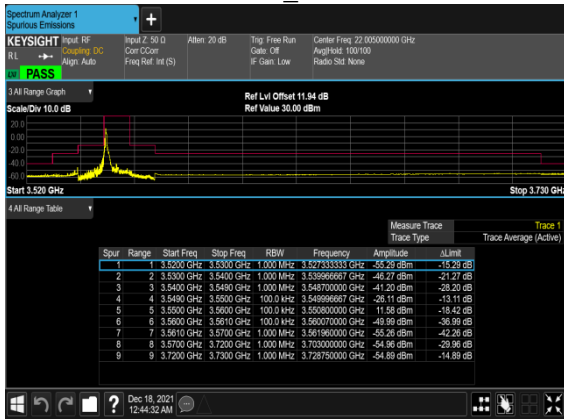 Spectrum Analyzer 1
Spurious Emissions
+
KEYSIGHT Input: RF Input Z: 50 Ω Atten: 20 dB Trig: Free Run Center Freq: 22.005000000 GHz
R L Coupling: DC Corr CCorr Gate: Off Avg|Hold: 100/100
Align: Auto Freq Ref: Int (S) IF Gain: Low Radio Std: None
PASS
3 All Range Graph
Ref Lvl Offset 11.94 dB
Scale/Div 10.0 dB Ref Value 30.00 dBm
20.0
0.00
-20.0
-40.0
-60.0
Start 3.520 GHz Stop 3.730 GHz
4 All Range Table
Measure Trace Trace 1
Trace Type Trace Average (Active)
Spur Range Start Freq Stop Freq RBW Frequency Amplitude ΔLimit
1 1 3.5200 GHz 3.5300 GHz 1.000 MHz 3.527333333 GHz -55.29 dBm -15.29 dB
2 2 3.5300 GHz 3.5400 GHz 1.000 MHz 3.539966667 GHz -46.27 dBm -21.27 dB
3 3 3.5400 GHz 3.5490 GHz 1.000 MHz 3.548700000 GHz -41.20 dBm -28.20 dB
4 4 3.5490 GHz 3.5500 GHz 100.0 kHz 3.549996667 GHz -26.11 dBm -13.11 dB
5 5 3.5500 GHz 3.5600 GHz 100.0 kHz 3.550800000 GHz 11.58 dBm -18.42 dB
6 6 3.5600 GHz 3.5610 GHz 100.0 kHz 3.560070000 GHz -49.99 dBm -36.99 dB
7 7 3.5610 GHz 3.5700 GHz 1.000 MHz 3.561960000 GHz -55.26 dBm -42.26 dB
8 8 3.5700 GHz 3.7200 GHz 1.000 MHz 3.703000000 GHz -54.96 dBm -29.96 dB
9 9 3.7200 GHz 3.7300 GHz 1.000 MHz 3.728750000 GHz -54.89 dBm -14.89 dB
? Dec 18, 2021
12:44:32 AM